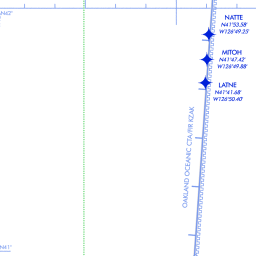 N42°
NATTE
N41°53.58'
W126°49.25'
MITOH
N41°47.42'
W126°49.88'
LATNE
N41°41.68'
W126°50.40'
OAKLAND OCEANIC CTA/FIR KZAK
N41°